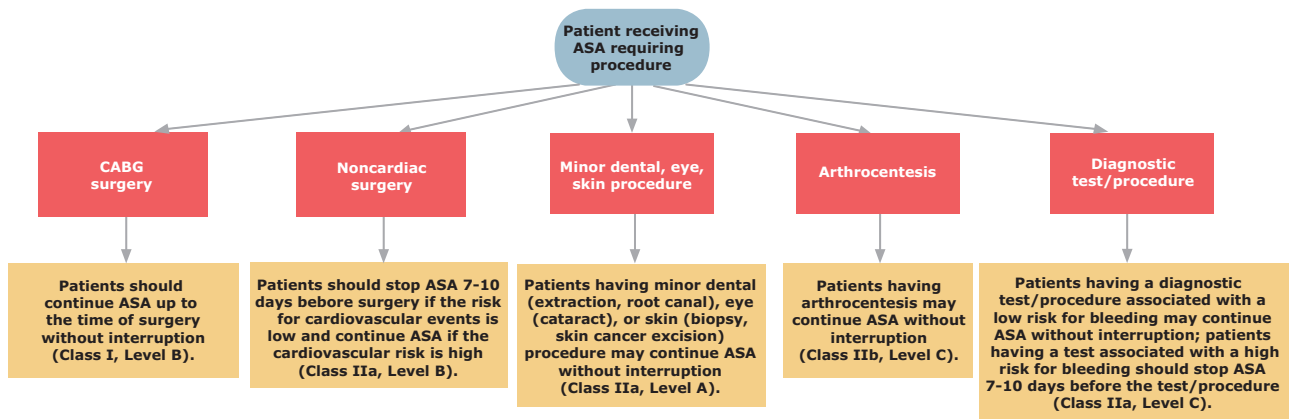 Patient receiving
ASA requiring
procedure
CABG
surgery
Noncardiac
surgery
Minor dental, eye,
skin procedure
Arthrocentesis
Diagnostic
test/procedure
Patients should
continue ASA up to
the time of surgery
without interruption
(Class I, Level B).
Patients should stop ASA 7-10
days bebore surgery if the risk
for cardiovascular events is
low and continue ASA if the
cardiovascular risk is high
(Class IIa, Level B).
Patients having minor dental
(extraction, root canal), eye
(cataract), or skin (biopsy,
skin cancer excision)
procedure may continue ASA
without interruption
(Class IIa, Level A).
Patients having
arthrocentesis may
continue ASA without
interruption
(Class IIb, Level C).
Patients having a diagnostic
test/procedure associated with a
low risk for bleeding may continue
ASA without interruption; patients
having a test associated with a high
risk for bleeding should stop ASA
7-10 days before the test/procedure
(Class IIa, Level C).